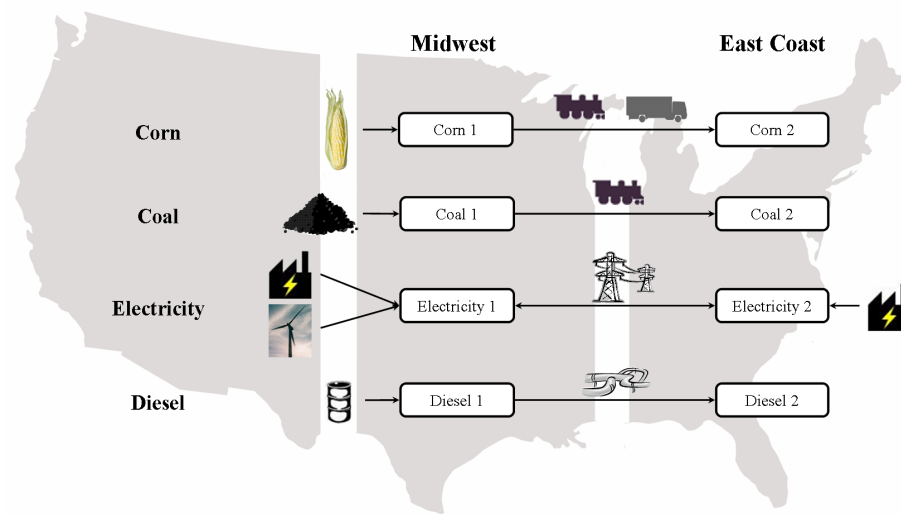 Midwest
East Coast
Corn
Corn 1
Corn 2
Coal
Coal 1
Coal 2
Electricity
Electricity 1
Electricity 2
Diesel
Diesel 1
Diesel 2